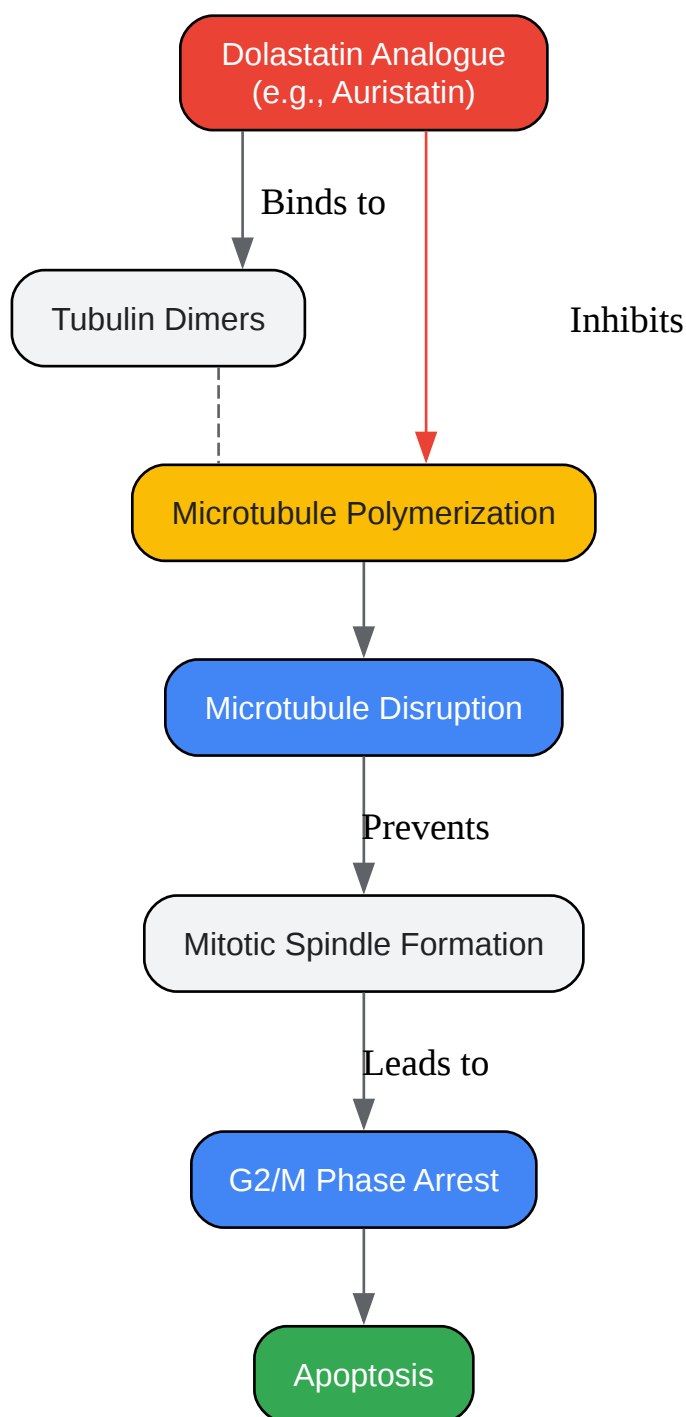 Dolastatin Analogue
(e.g., Auristatin)
Binds to
Tubulin Dimers
Inhibits
Microtubule Polymerization
Microtubule Disruption
Prevents
Mitotic Spindle Formation
Leads to
G2/M Phase Arrest
Apoptosis